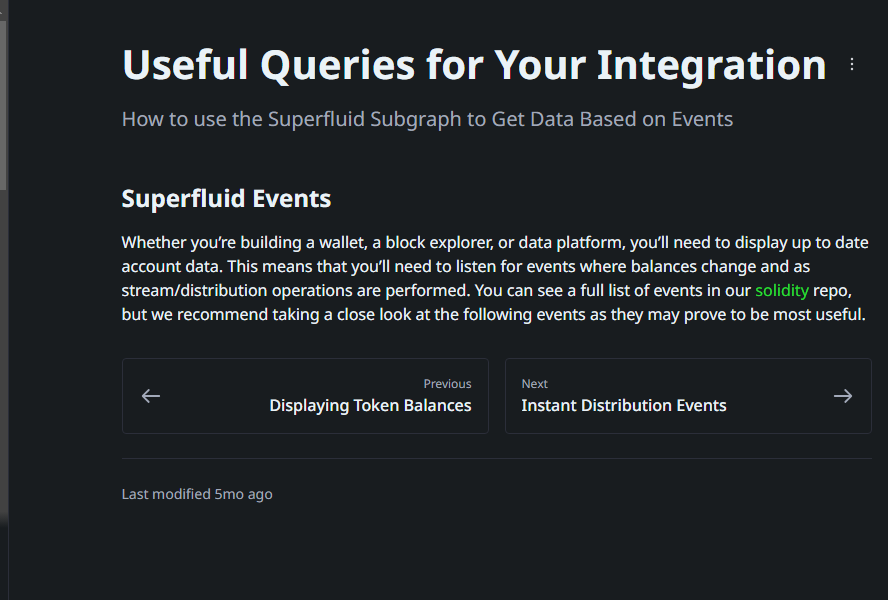 Useful Queries for Your Integration
How to use the Superfluid Subgraph to Get Data Based on Events
Superfluid Events
Whether you’re building a wallet, a block explorer, or data platform, you’ll need to display up to date
account data. This means that you’ll need to listen for events where balances change and as
stream/distribution operations are performed. You can see a full list of events in our solidity repo,
but we recommend taking a close look at the following events as they may prove to be most useful.
Previous
Displaying Token Balances
Next
Instant Distribution Events
Last modified 5mo ago